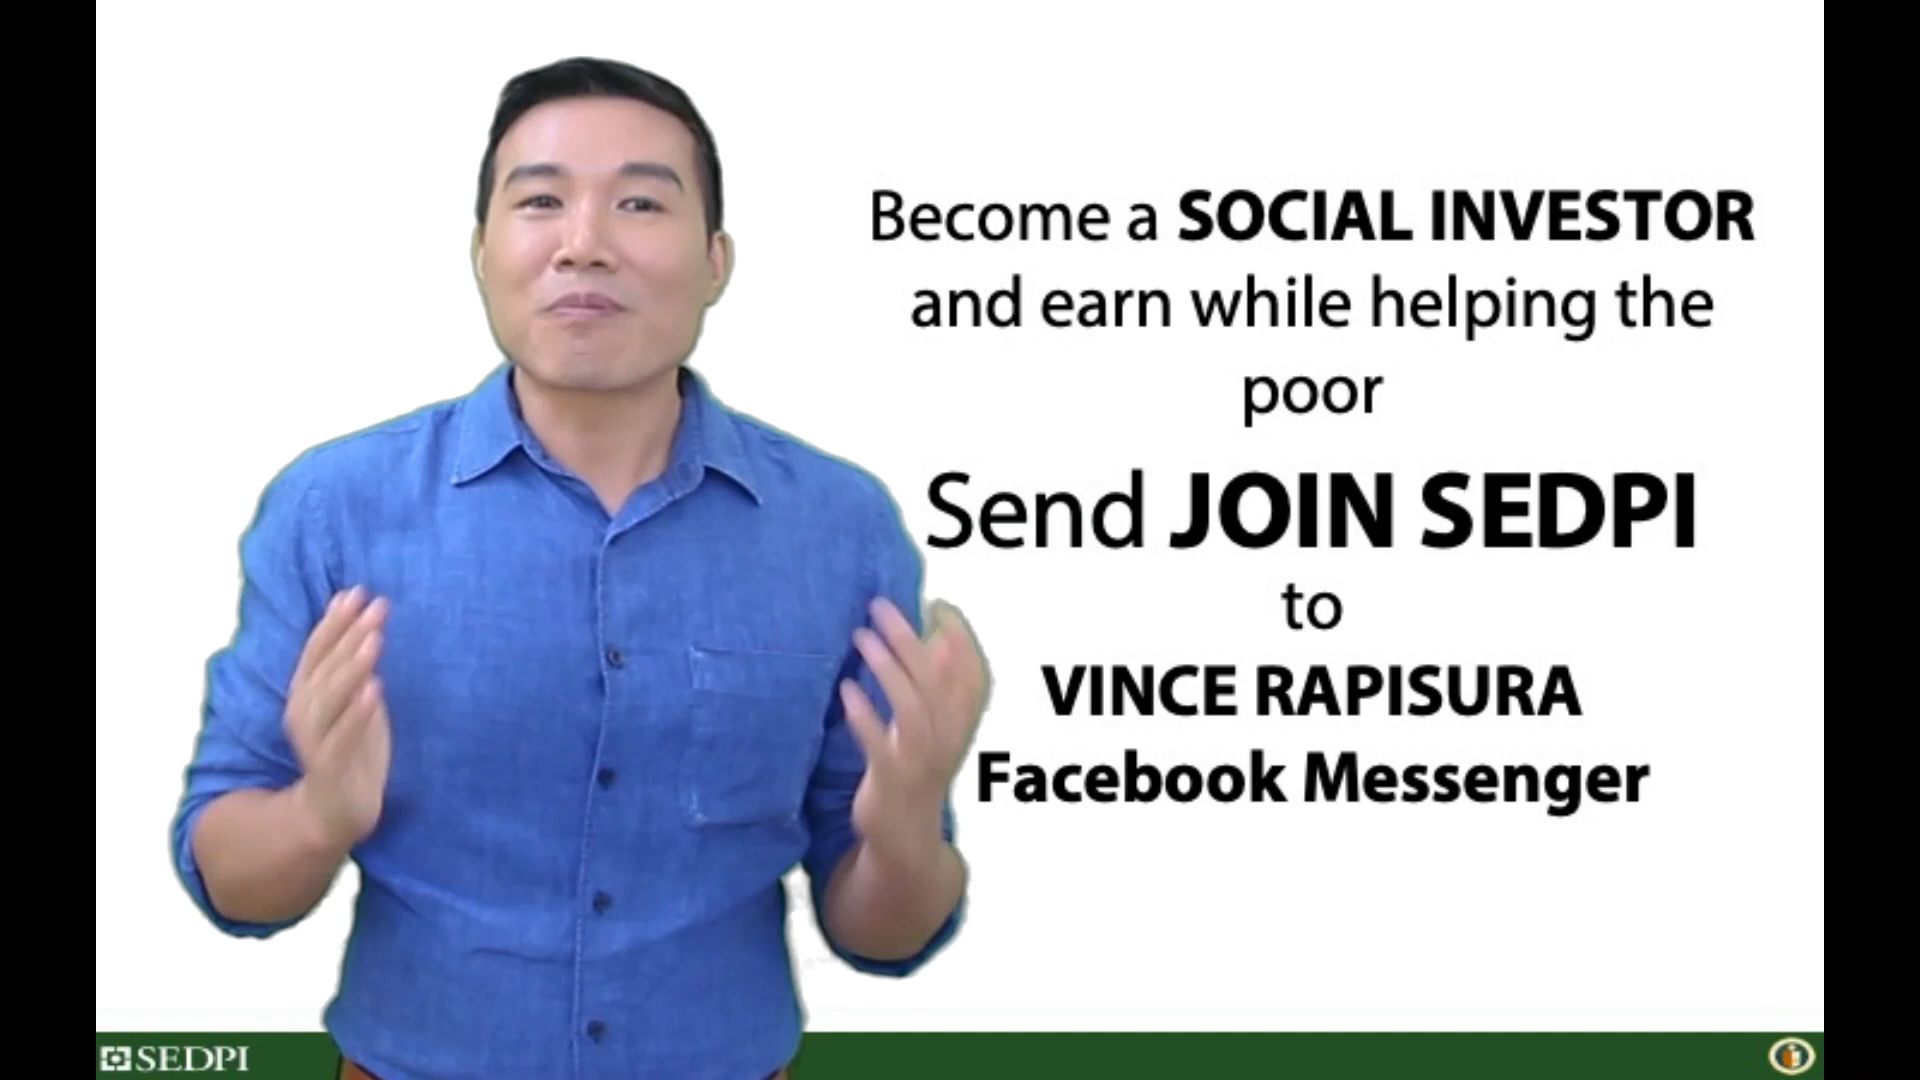 Become a SOCIAL INVESTOR
and earn while helping the
poor
Send JOIN SEDPI
to
VINCE RAPISURA
Facebook Messenger
SEDPI